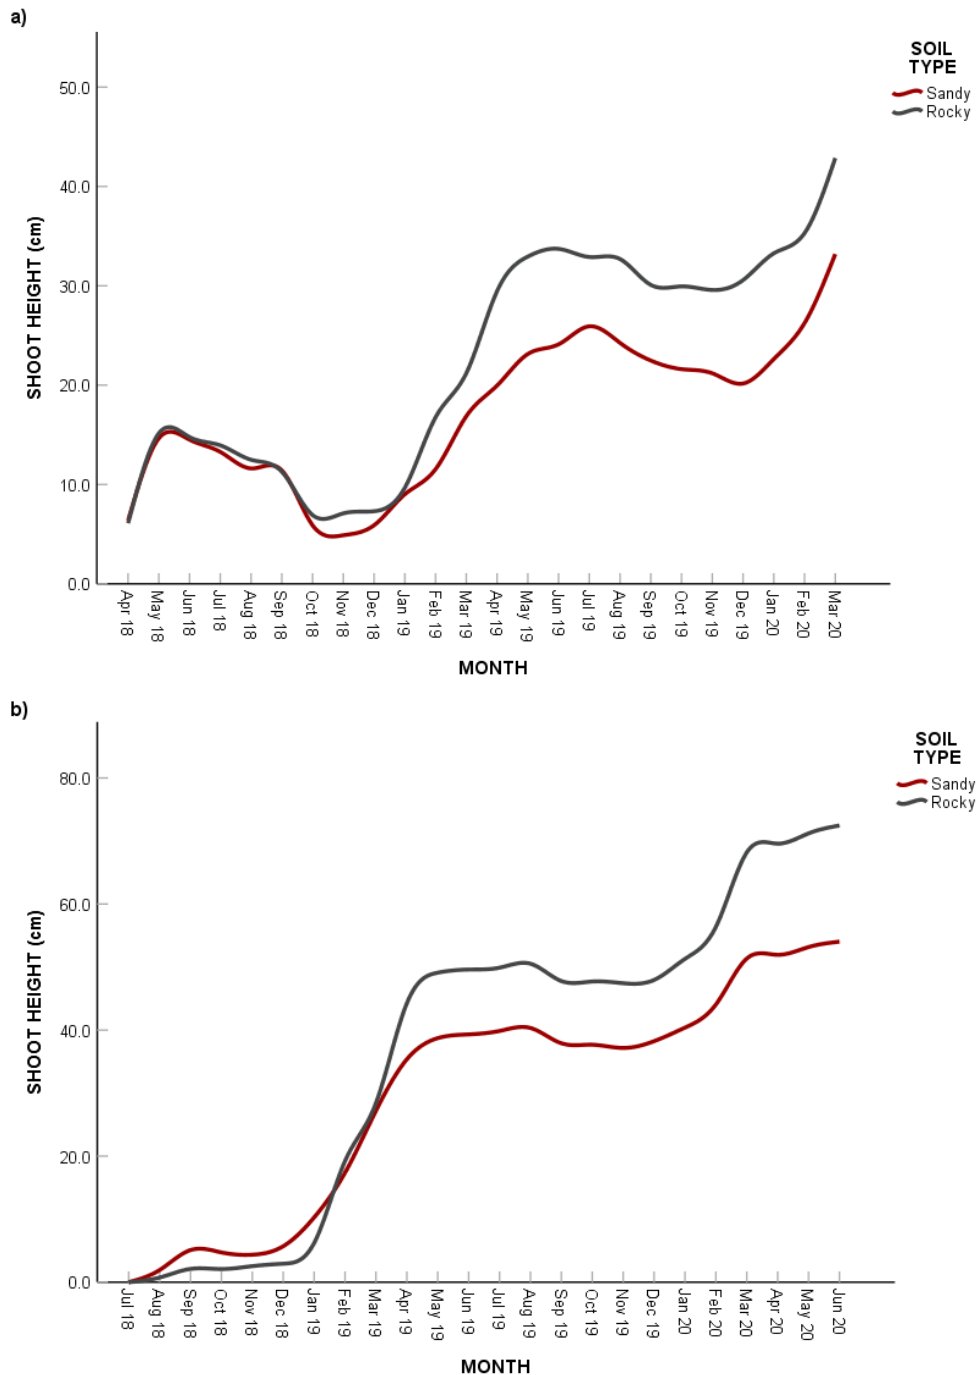 a)
SOIL
TYPE
Sandy
Rocky
50.0
40.0
30.0
20.0
10.0
0.0
SHOOT HEIGHT (cm)
Apr 18
May 18
Jun 18
Jul 18
Aug 18
Sep 18
Oct 18
Nov 18
Dec 18
Jan 19
Feb 19
Mar 19
Apr 19
May 19
Jun 19
Jul 19
Aug 19
Sep 19
Oct 19
Nov 19
Dec 19
Jan 20
Feb 20
Mar 20
MONTH
b)
SOIL
TYPE
Sandy
Rocky
80.0
60.0
40.0
20.0
0.0
SHOOT HEIGHT (cm)
Jul 18
Aug 18
Sep 18
Oct 18
Nov 18
Dec 18
Jan 19
Feb 19
Mar 19
Apr 19
May 19
Jun 19
Jul 19
Aug 19
Sep 19
Oct 19
Nov 19
Dec 19
Jan 20
Feb 20
Mar 20
Apr 20
May 20
Jun 20
MONTH